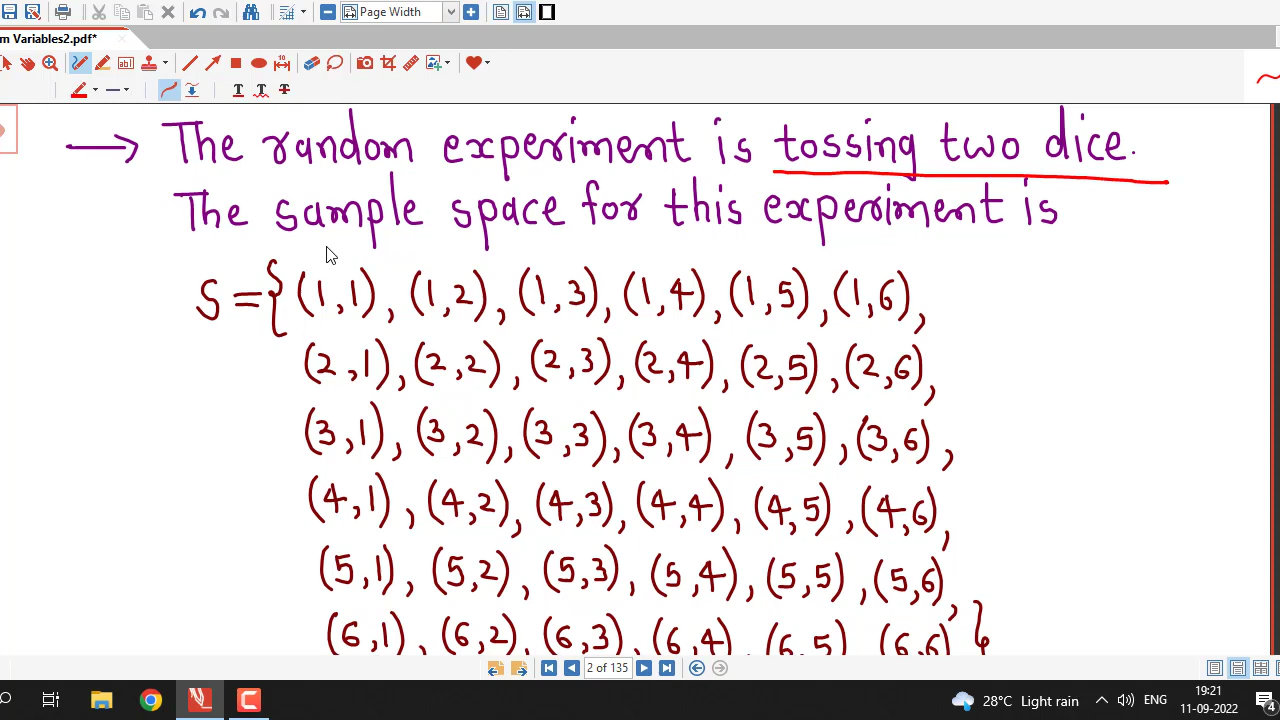 Page Width
m Variables2.pdf*
→ The random experiment is tossing two dice.
The sample space for this experiment is
S={(1,1), (1,2), (1,3), (1,4), (1,5), (1,6),
(2,1), (2,2), (2,3), (2,4), (2,5), (2,6),
(3,1), (3,2), (3,3), (3,4), (3,5), (3,6),
(4,1), (4,2), (4,3), (4,4), (4,5), (4,6),
(5,1), (5,2), (5,3), (5,4), (5,5), (5,6),
(6,1), (6,2), (6,3), (6,4), (6,5), (6,6)}
2 of 135
28°C Light rain ENG 19:21
11-09-2022 4